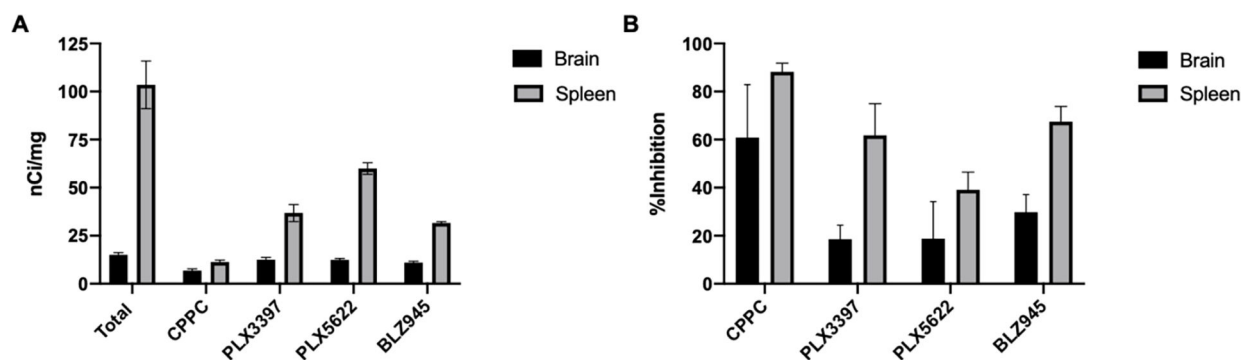 A
nCi/mg
125
100
75
50
25
0
Total
CPPC
PLX3397
PLX5622
BLZ945
Brain
Spleen
B
%Inhibition
100
80
60
40
20
0
CPPC
PLX3397
PLX5622
BLZ945
Brain
Spleen